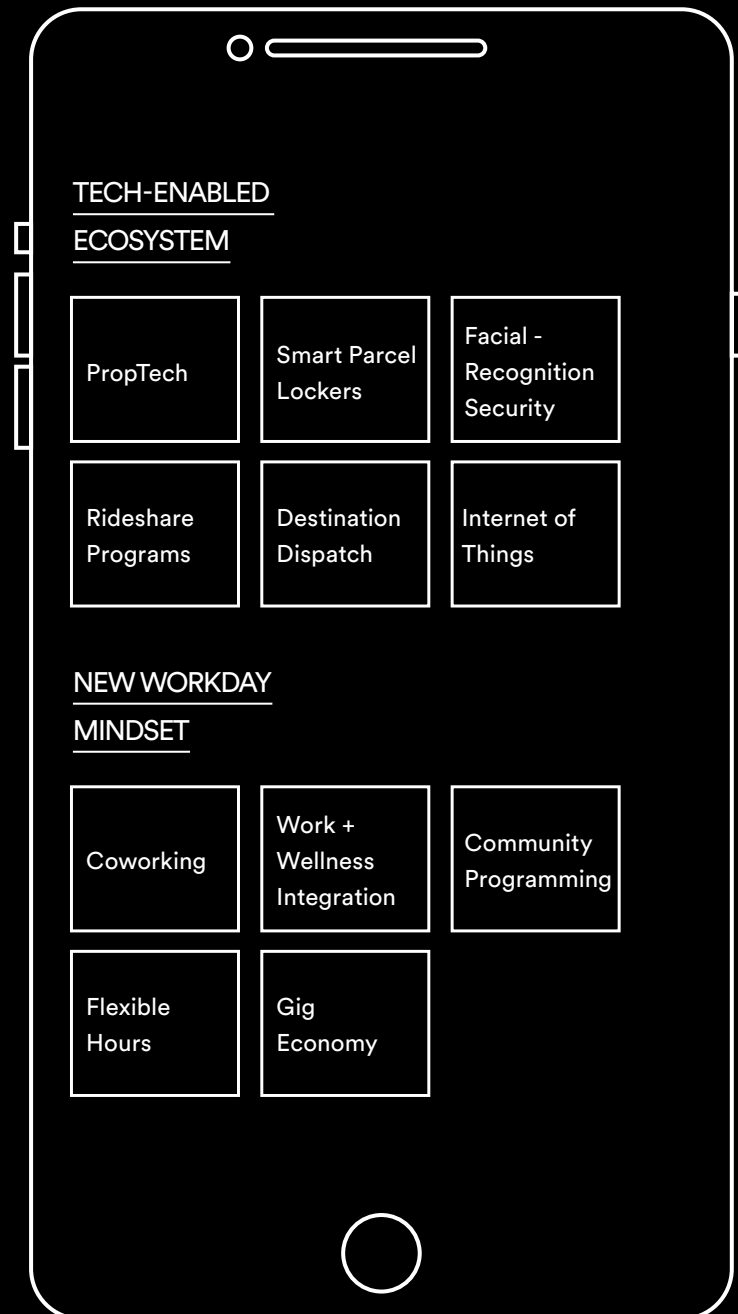 TECH-ENABLED
ECOSYSTEM
PropTech
Smart Parcel
Lockers
Facial -
Recognition
Security
Rideshare
Programs
Destination
Dispatch
Internet of
Things
NEW WORKDAY
MINDSET
Coworking
Work +
Wellness
Integration
Community
Programming
Flexible
Hours
Gig
Economy